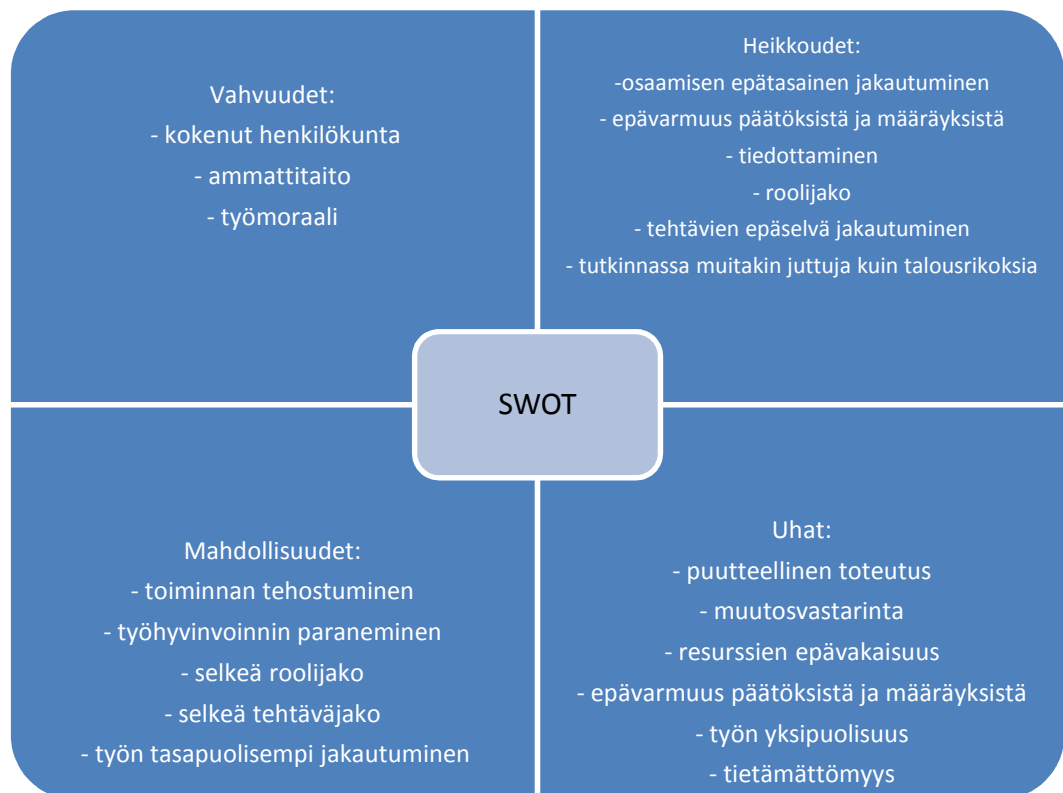 Vahvuudet:
- kokenut henkilökunta
- ammattitaito
- työmoraali
Heikkoudet:
-osaamisen epätasainen jakautuminen
- epävarmuus päätöksistä ja määräyksistä
- tiedottaminen
- roolijako
- tehtävien epäselvä jakautuminen
- tutkinnassa muitakin juttuja kuin talousrikoksia
SWOT
Mahdollisuudet:
- toiminnan tehostuminen
- työhyvinvoinnin paraneminen
- selkeä roolijako
- selkeä tehtäväjako
- työn tasapuolisempi jakautuminen
Uhat:
- puutteellinen toteutus
- muutosvastarinta
- resurssien epävakaisuus
- epävarmuus päätöksistä ja määräyksistä
- työn yksipuolisuus
- tietämättömyys